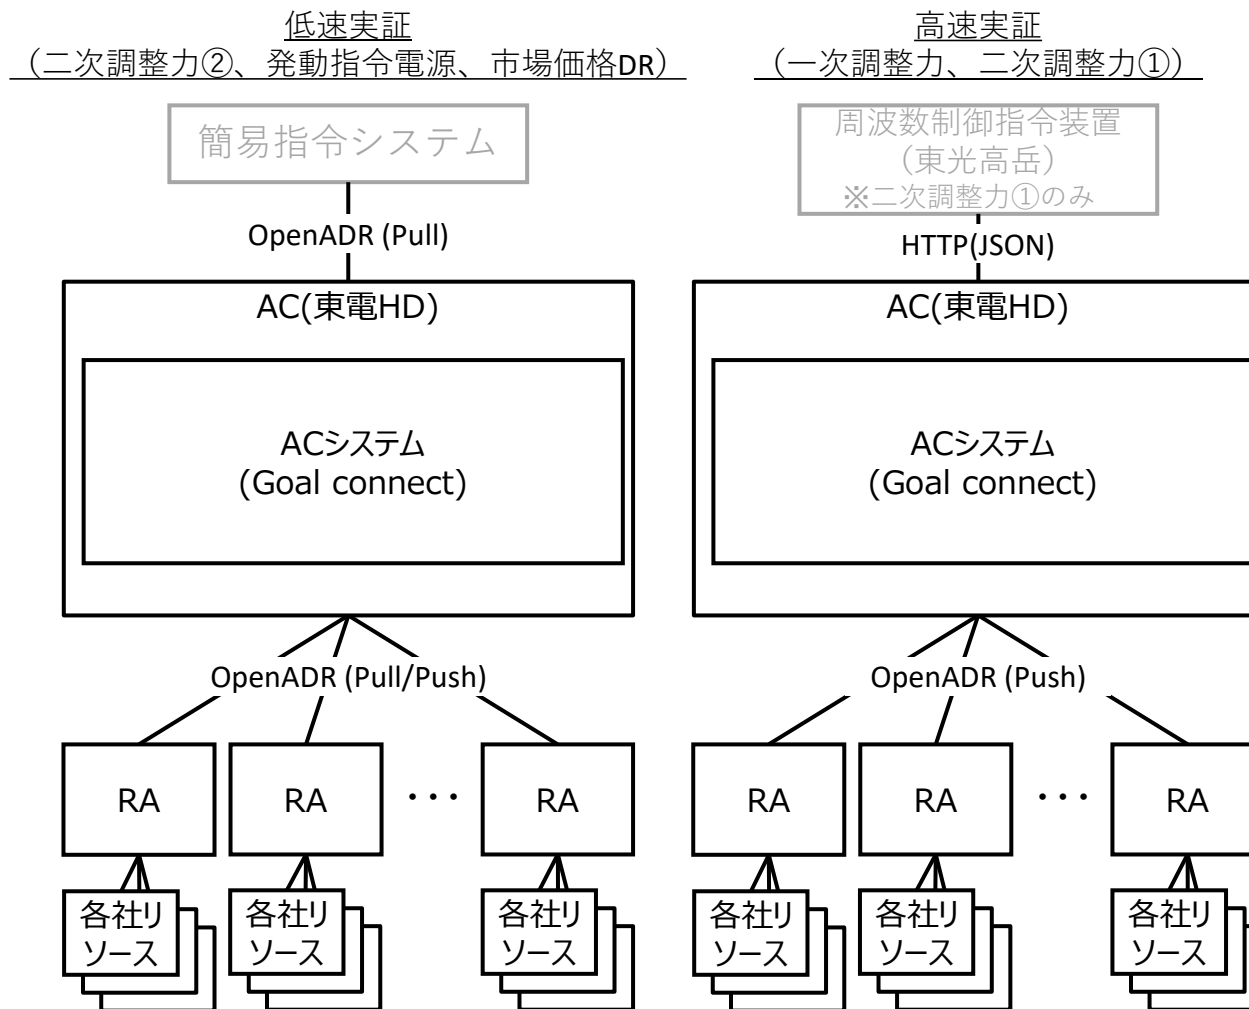 低速実証
（二次調整力②、発動指令電源、市場価格DR）
簡易指令システム
OpenADR (Pull)
AC(東電HD)
ACシステム
(Goal connect)
OpenADR (Pull/Push)
RA
RA
・・・
RA
各社リ
ソース
各社リ
ソース
各社リ
ソース
高速実証
（一次調整力、二次調整力①）
周波数制御指令装置
（東光高岳）
※二次調整力①のみ
HTTP(JSON)
AC(東電HD)
ACシステム
(Goal connect)
OpenADR (Push)
RA
RA
・・・
RA
各社リ
ソース
各社リ
ソース
各社リ
ソース